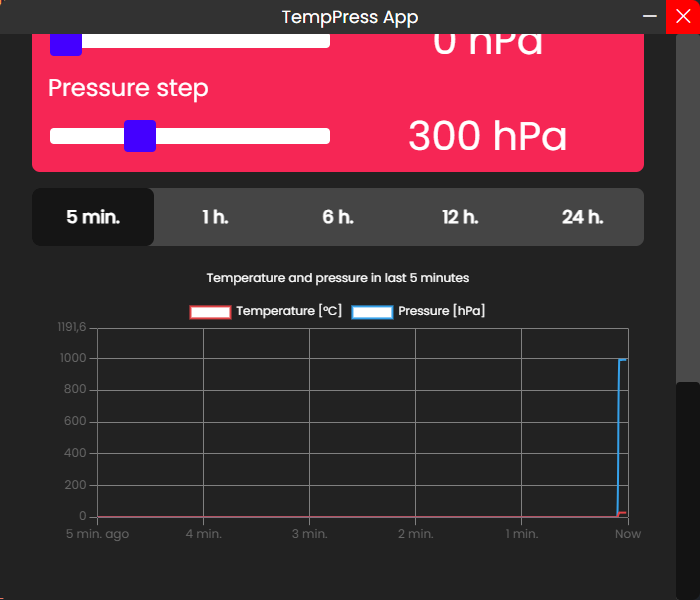 TempPress App
0 hPa
Pressure step
300 hPa
5 min. 1 h. 6 h. 12 h. 24 h.
Temperature and pressure in last 5 minutes
Temperature [°C] Pressure [hPa]
1191,6
1000
800
600
400
200
0
5 min. ago 4 min. 3 min. 2 min. 1 min. Now